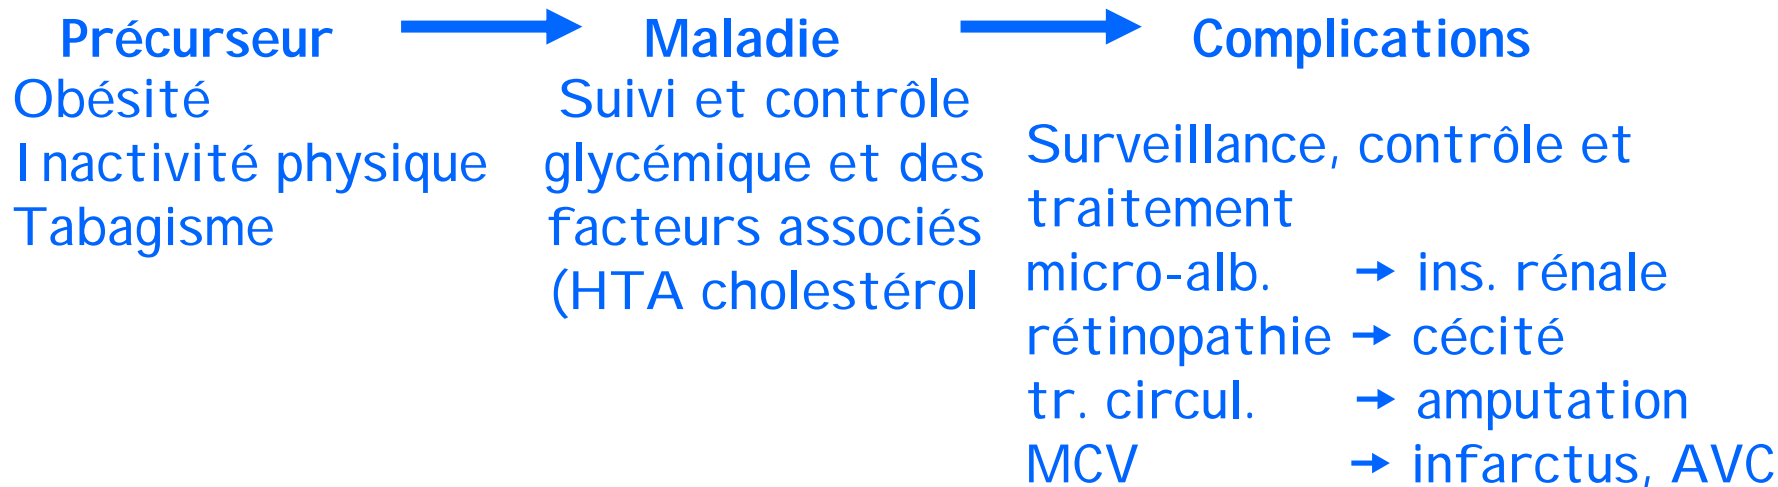 Précurseur → Maladie → Complications
Obésité
Inactivité physique
Tabagisme
Suivi et contrôle
glycémique et des
facteurs associés
(HTA cholestérol
Surveillance, contrôle et
traitement
micro-alb. → ins. rénale
rétinopathie → cécité
tr. circul. → amputation
MCV → infarctus, AVC